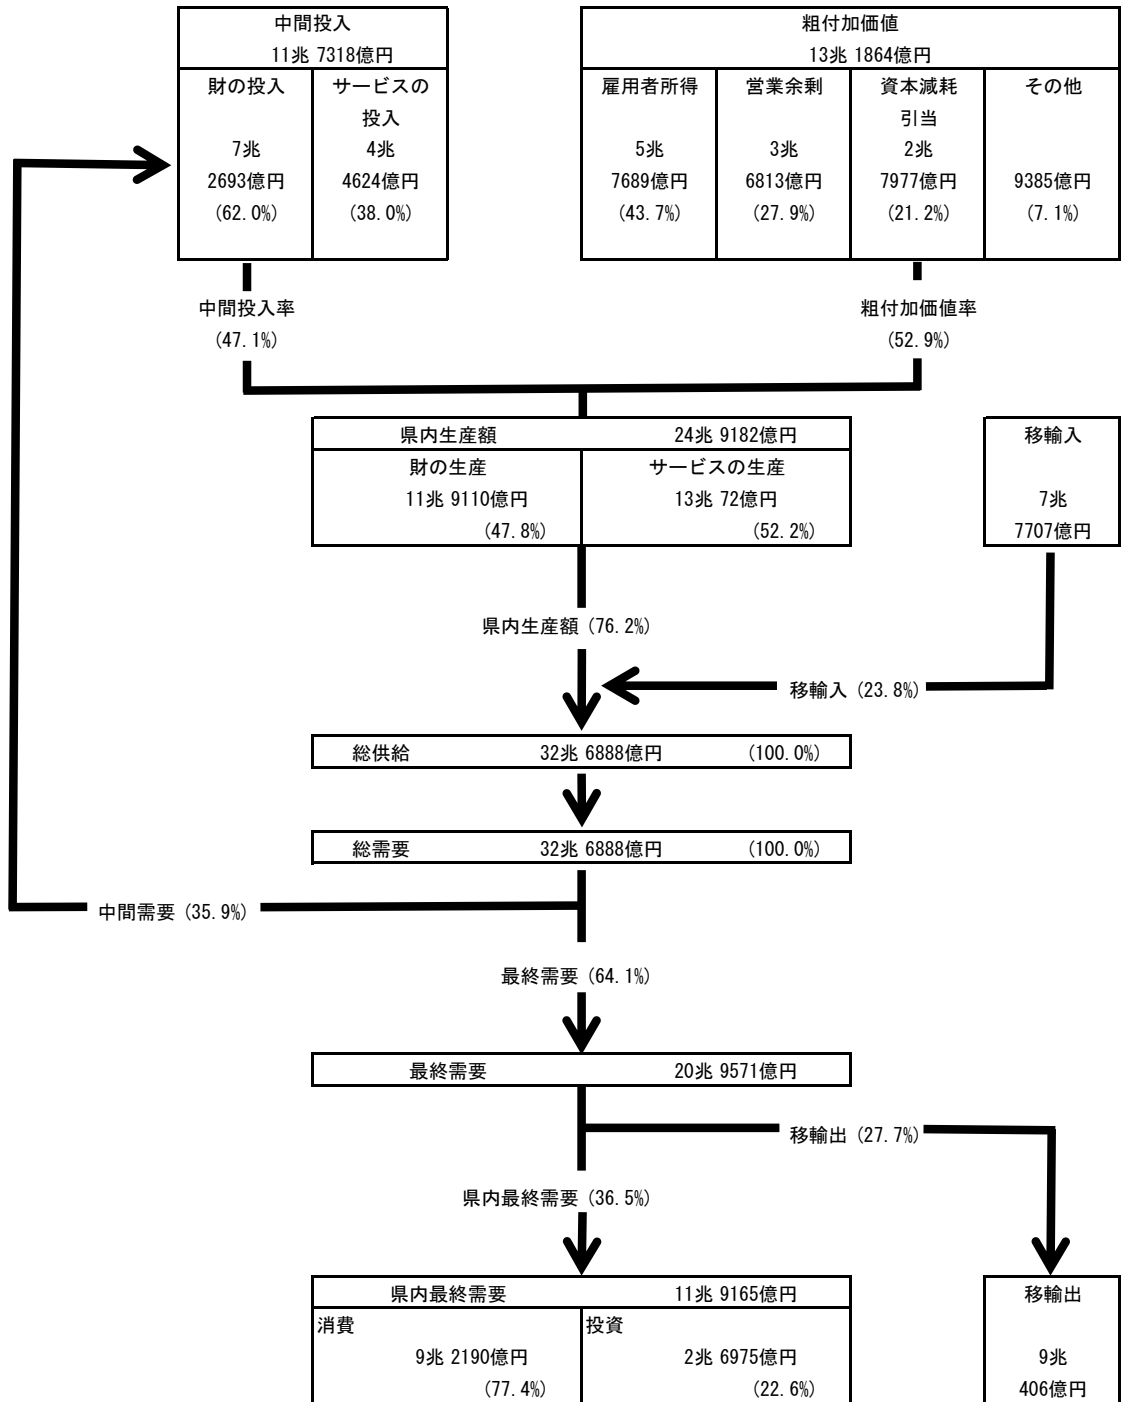 中間投入
11兆 7318億円
財の投入
7兆
2693億円
(62.0%)
サービスの
投入
4兆
4624億円
(38.0%)
粗付加価値
13兆 1864億円
雇用者所得
5兆
7689億円
(43.7%)
営業余剰
3兆
6813億円
(27.9%)
資本減耗
引当
2兆
7977億円
(21.2%)
その他
9385億円
(7.1%)
中間投入率
(47.1%)
粗付加価値率
(52.9%)
県内生産額 24兆 9182億円
財の生産
11兆 9110億円
(47.8%)
サービスの生産
13兆 72億円
(52.2%)
移輸入
7兆
7707億円
県内生産額 (76.2%)
移輸入 (23.8%)
総供給 32兆 6888億円 (100.0%)
総需要 32兆 6888億円 (100.0%)
中間需要 (35.9%)
最終需要 (64.1%)
最終需要 20兆 9571億円
移輸出 (27.7%)
県内最終需要 (36.5%)
県内最終需要 11兆 9165億円
消費
9兆 2190億円
(77.4%)
投資
2兆 6975億円
(22.6%)
移輸出
9兆
406億円